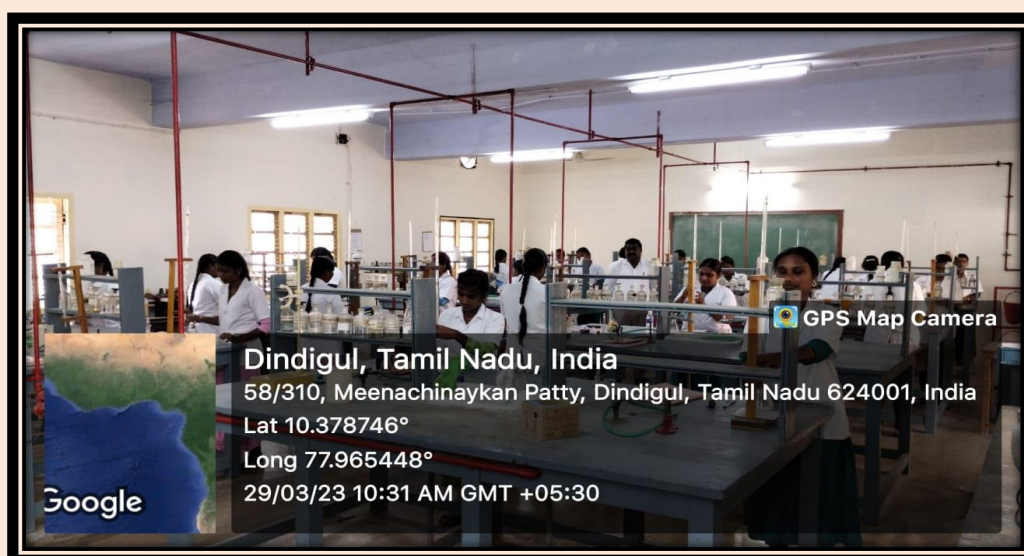 GPS Map Camera
Dindigul, Tamil Nadu, India
58/310, Meenachinaykan Patty, Dindigul, Tamil Nadu 624001, India
Lat 10.378746°
Long 77.965448°
29/03/23 10:31 AM GMT +05:30
Google